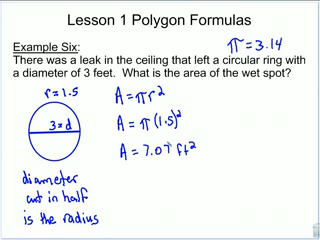 Lesson 1 Polygon Formulas
Example Six:
π = 3.14
There was a leak in the ceiling that left a circular ring with
a diameter of 3 feet. What is the area of the wet spot?
r = 1.5
3 = d
A = πr²
A = π(1.5)²
A = 7.07 ft²
diameter
cut in half
is the radius